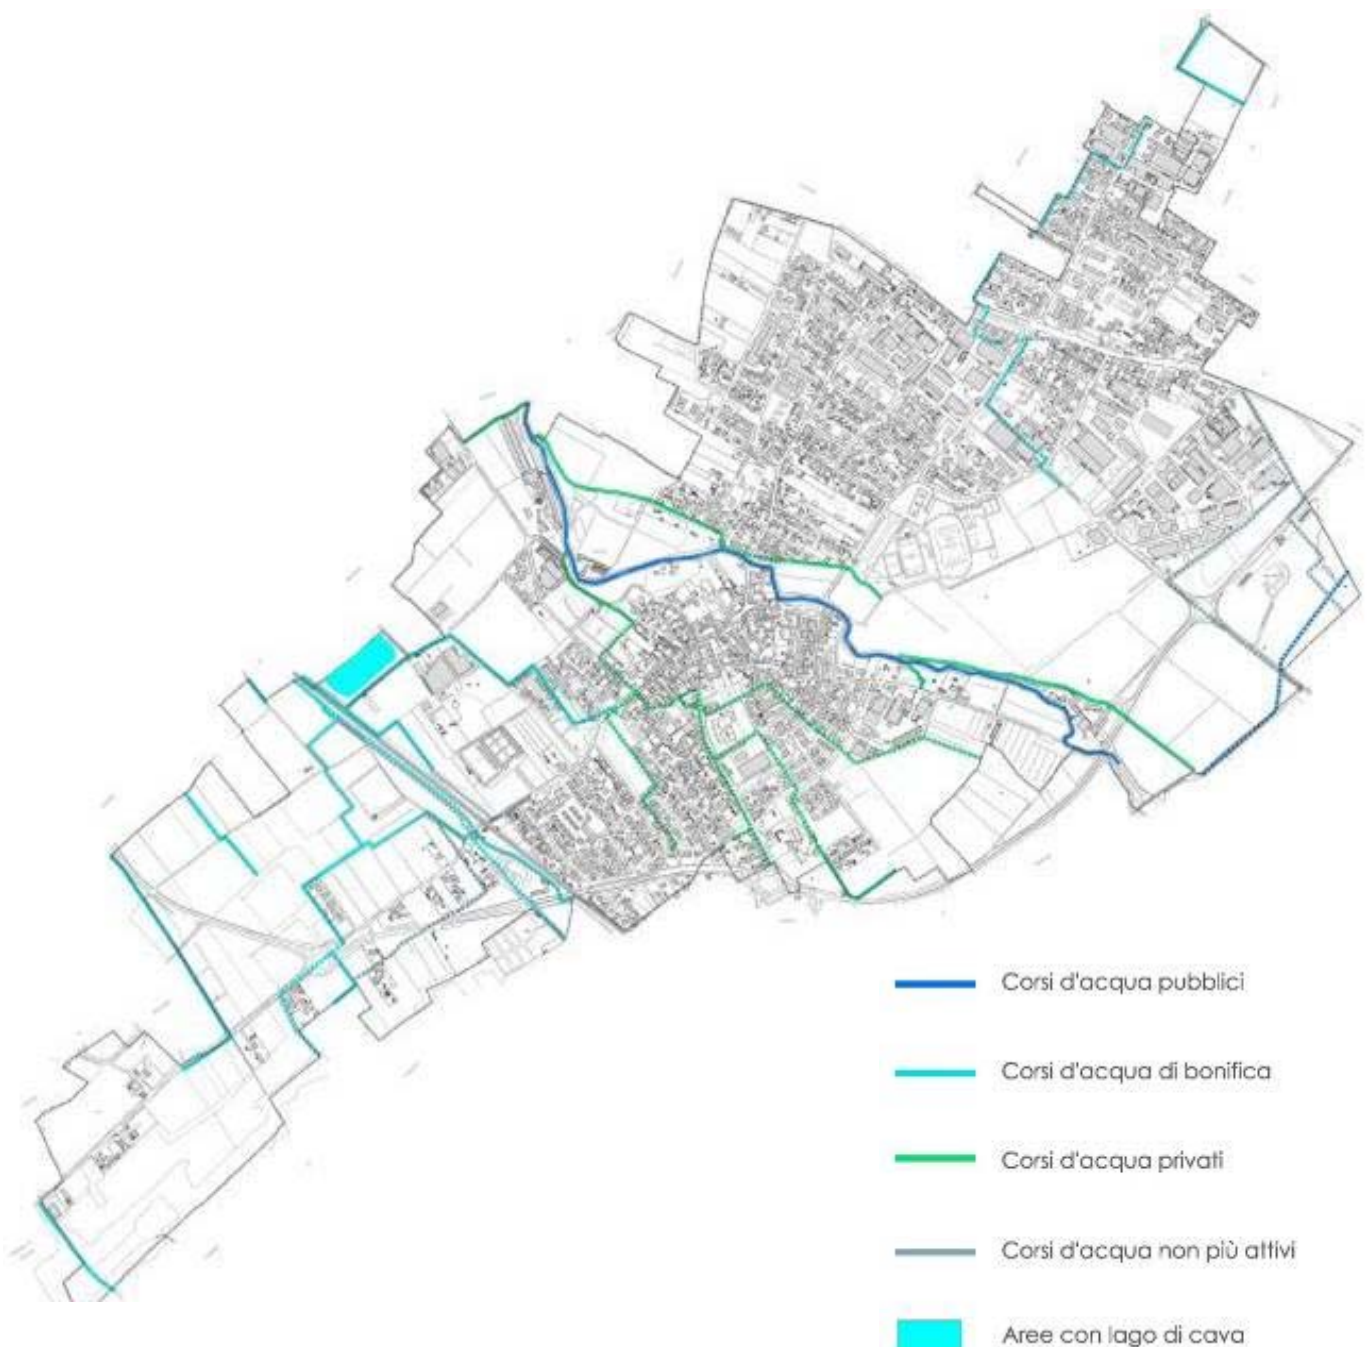 Corsi d'acqua pubblici
Corsi d'acqua di bonifica
Corsi d'acqua privati
Corsi d'acqua non più attivi
Aree con lago di cava